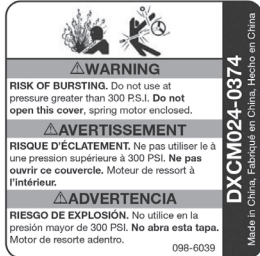 ⚠WARNING
RISK OF BURSTING. Do not use at
pressure greater than 300 P.S.I. Do not
open this cover, spring motor enclosed.
⚠AVERTISSEMENT
RISQUE D'ÉCLATEMENT. Ne pas utiliser le à
une pression supérieure à 300 PSI. Ne pas
ouvrir ce couvercle. Moteur de ressort à
l'intérieur.
⚠ADVERTENCIA
RIESGO DE EXPLOSIÓN. No utilice en la
presión mayor de 300 PSI. No abra esta tapa.
Motor de resorte adentro.
098-6039
DXCM024-0374
Made in China, Fabriqué en China, Hecho en China